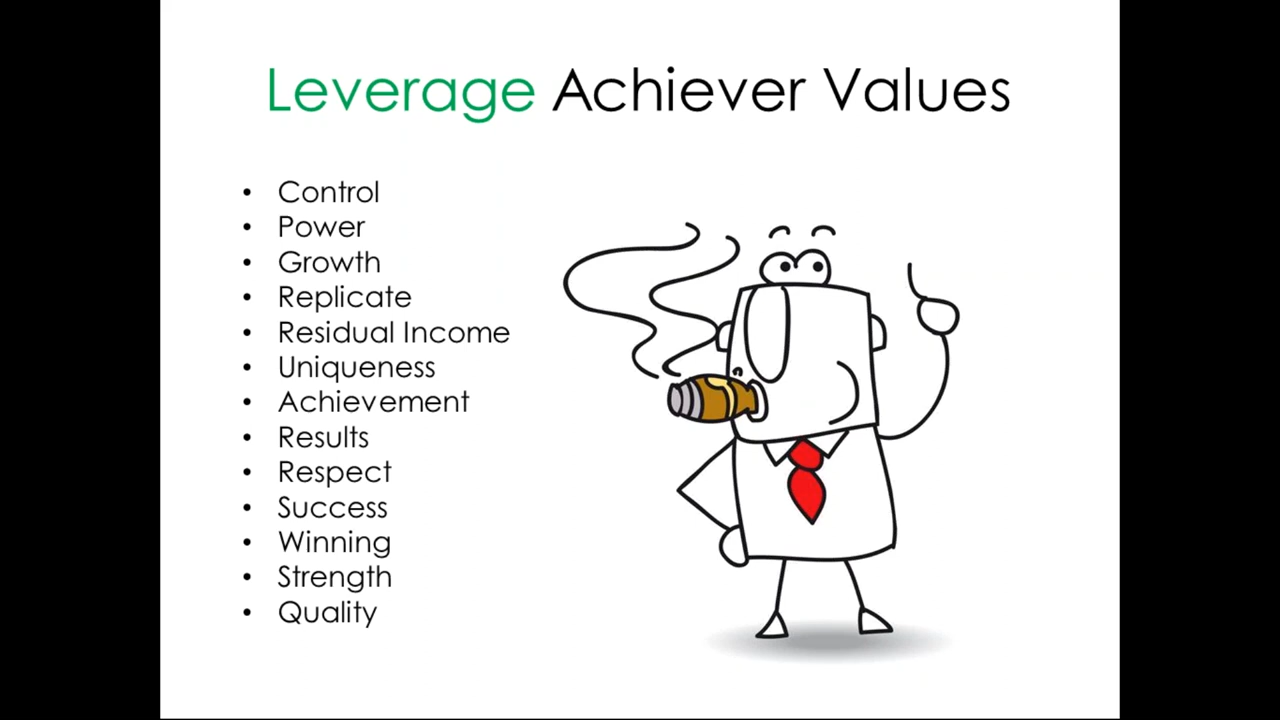 Leverage Achiever Values
• Control
• Power
• Growth
• Replicate
• Residual Income
• Uniqueness
• Achievement
• Results
• Respect
• Success
• Winning
• Strength
• Quality